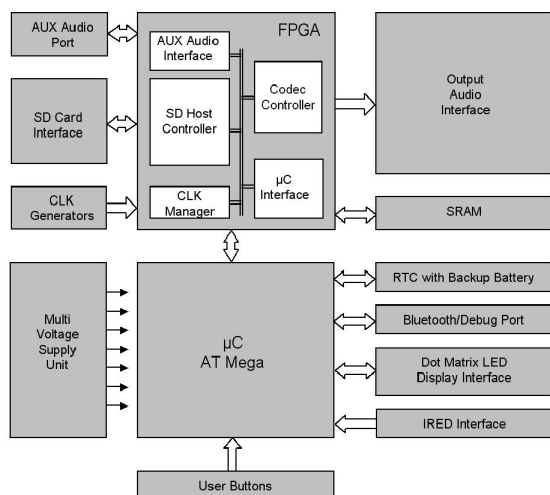 AUX Audio
Port
FPGA
AUX Audio
Interface
Codec
Controller
Output
Audio
Interface
SD Card
Interface
SD Host
Controller
CLK
Generators
CLK
Manager
µC
Interface
SRAM
Multi
Voltage
Supply
Unit
µC
AT Mega
RTC with Backup Battery
Bluetooth/Debug Port
Dot Matrix LED
Display Interface
IRED Interface
User Buttons